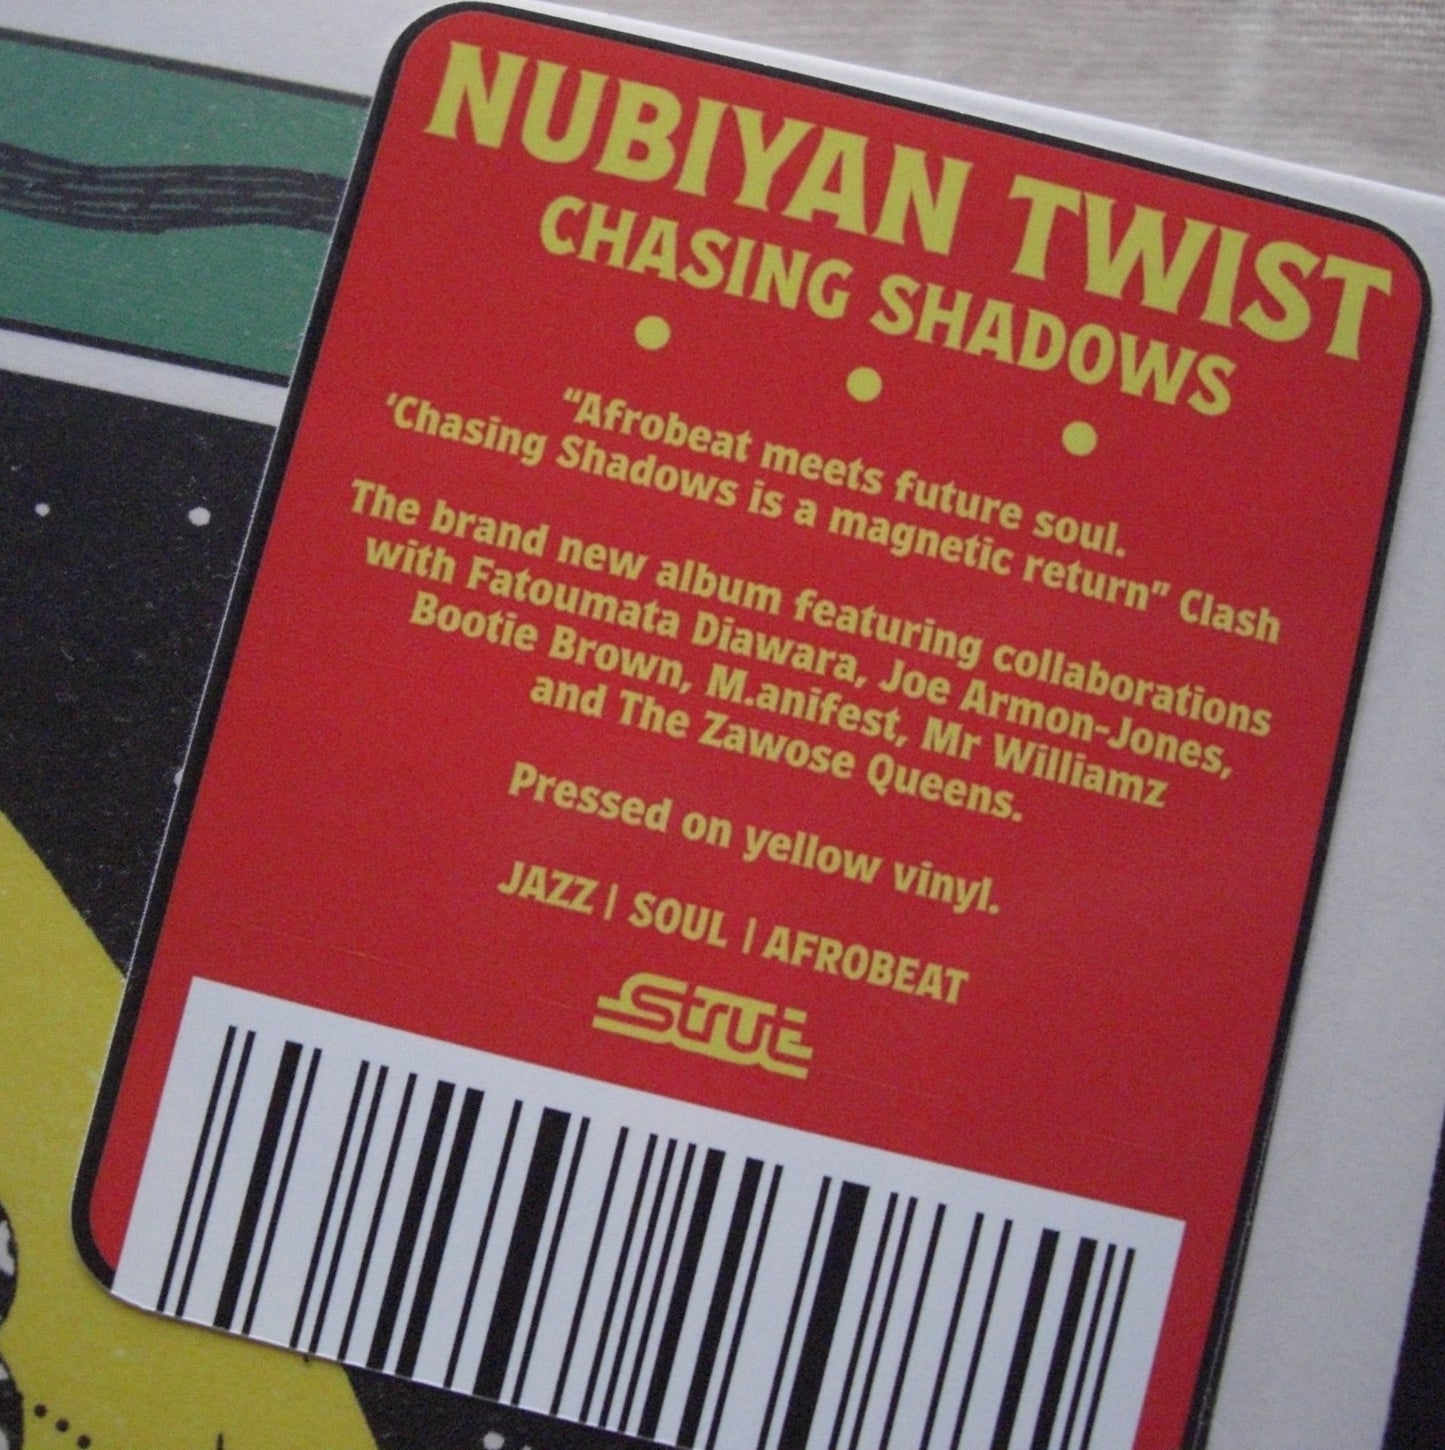 NUBIYAN TWIST
CHASING SHADOWS
“Afrobeat meets future soul.
‘Chasing Shadows is a magnetic return” Clash
The brand new album featuring collaborations
with Fatoumata Diawara, Joe Armon-Jones,
Bootie Brown, M.anifest, Mr Williamz
and The Zawose Queens.
Pressed on yellow vinyl.
JAZZ | SOUL | AFROBEAT
Strut